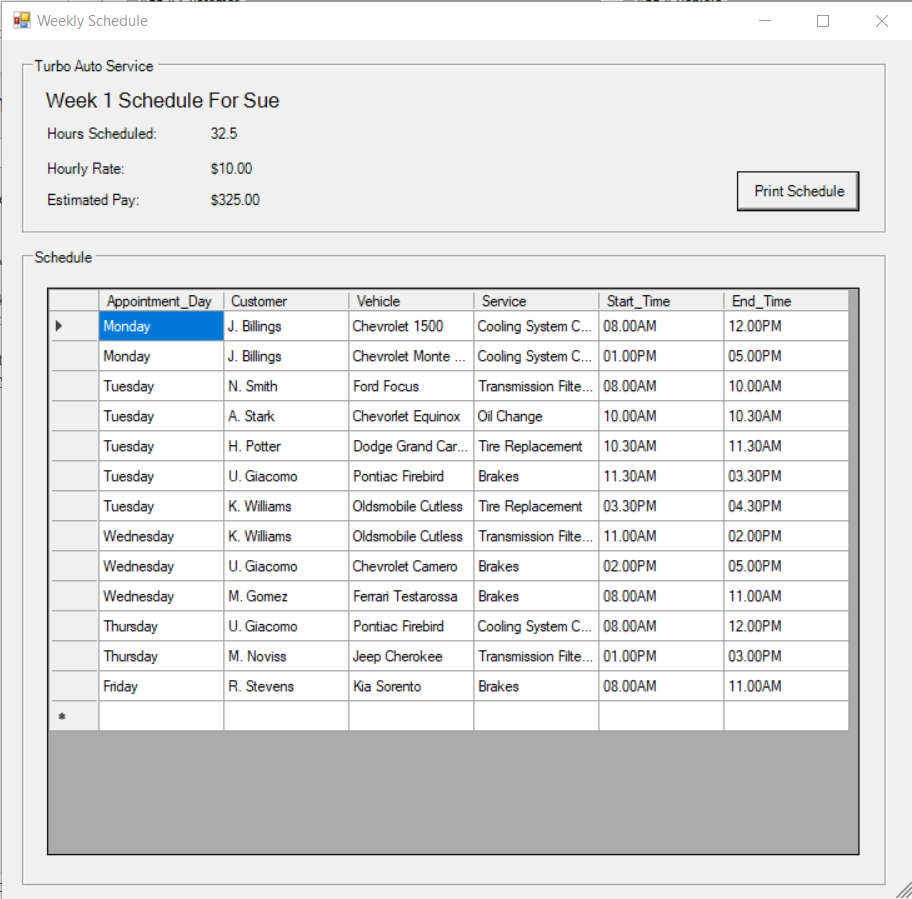 Weekly Schedule
Turbo Auto Service
Week 1 Schedule For Sue
Hours Scheduled: 32.5
Hourly Rate: $10.00
Estimated Pay: $325.00
Print Schedule
Schedule
Appointment_Day Customer Vehicle Service Start_Time End_Time
Monday J. Billings Chevrolet 1500 Cooling System C... 08.00AM 12.00PM
Monday J. Billings Chevrolet Monte ... Cooling System C... 01.00PM 05.00PM
Tuesday N. Smith Ford Focus Transmission Filte... 08.00AM 10.00AM
Tuesday A. Stark Chevorlet Equinox Oil Change 10.00AM 10.30AM
Tuesday H. Potter Dodge Grand Car... Tire Replacement 10.30AM 11.30AM
Tuesday U. Giacomo Pontiac Firebird Brakes 11.30AM 03.30PM
Tuesday K. Williams Oldsmobile Cutless Tire Replacement 03.30PM 04.30PM
Wednesday K. Williams Oldsmobile Cutless Transmission Filte... 11.00AM 02.00PM
Wednesday U. Giacomo Chevrolet Camero Brakes 02.00PM 05.00PM
Wednesday M. Gomez Ferrari Testarossa Brakes 08.00AM 11.00AM
Thursday U. Giacomo Pontiac Firebird Cooling System C... 08.00AM 12.00PM
Thursday M. Noviss Jeep Cherokee Transmission Filte... 01.00PM 03.00PM
Friday R. Stevens Kia Sorento Brakes 08.00AM 11.00AM